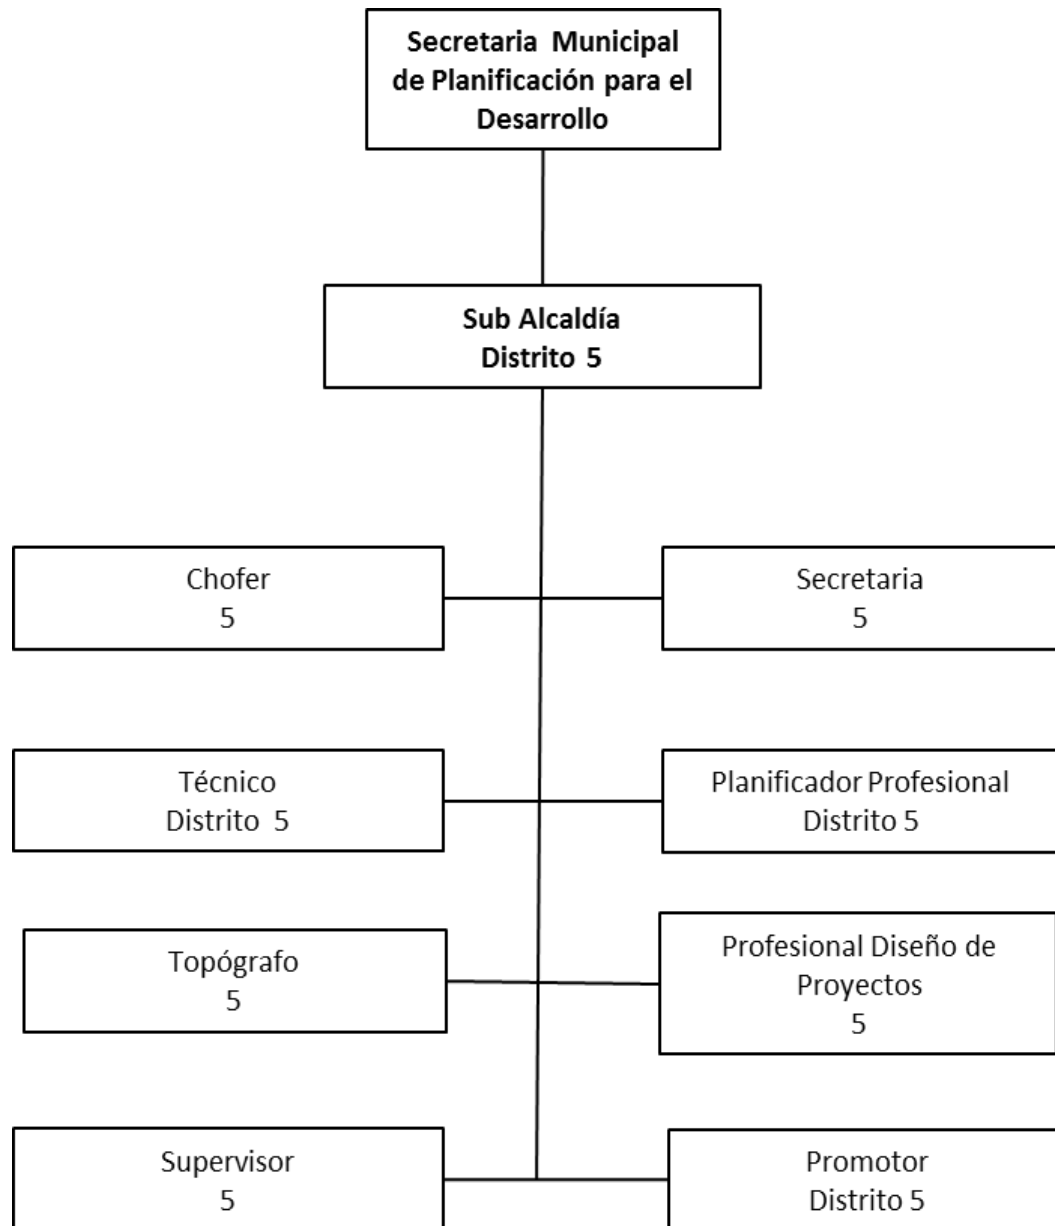 Secretaria Municipal
de Planificación para el
Desarrollo
Sub Alcaldía
Distrito 5
Chofer
5
Secretaria
5
Técnico
Distrito 5
Planificador Profesional
Distrito 5
Topógrafo
5
Profesional Diseño de
Proyectos
5
Supervisor
5
Promotor
Distrito 5